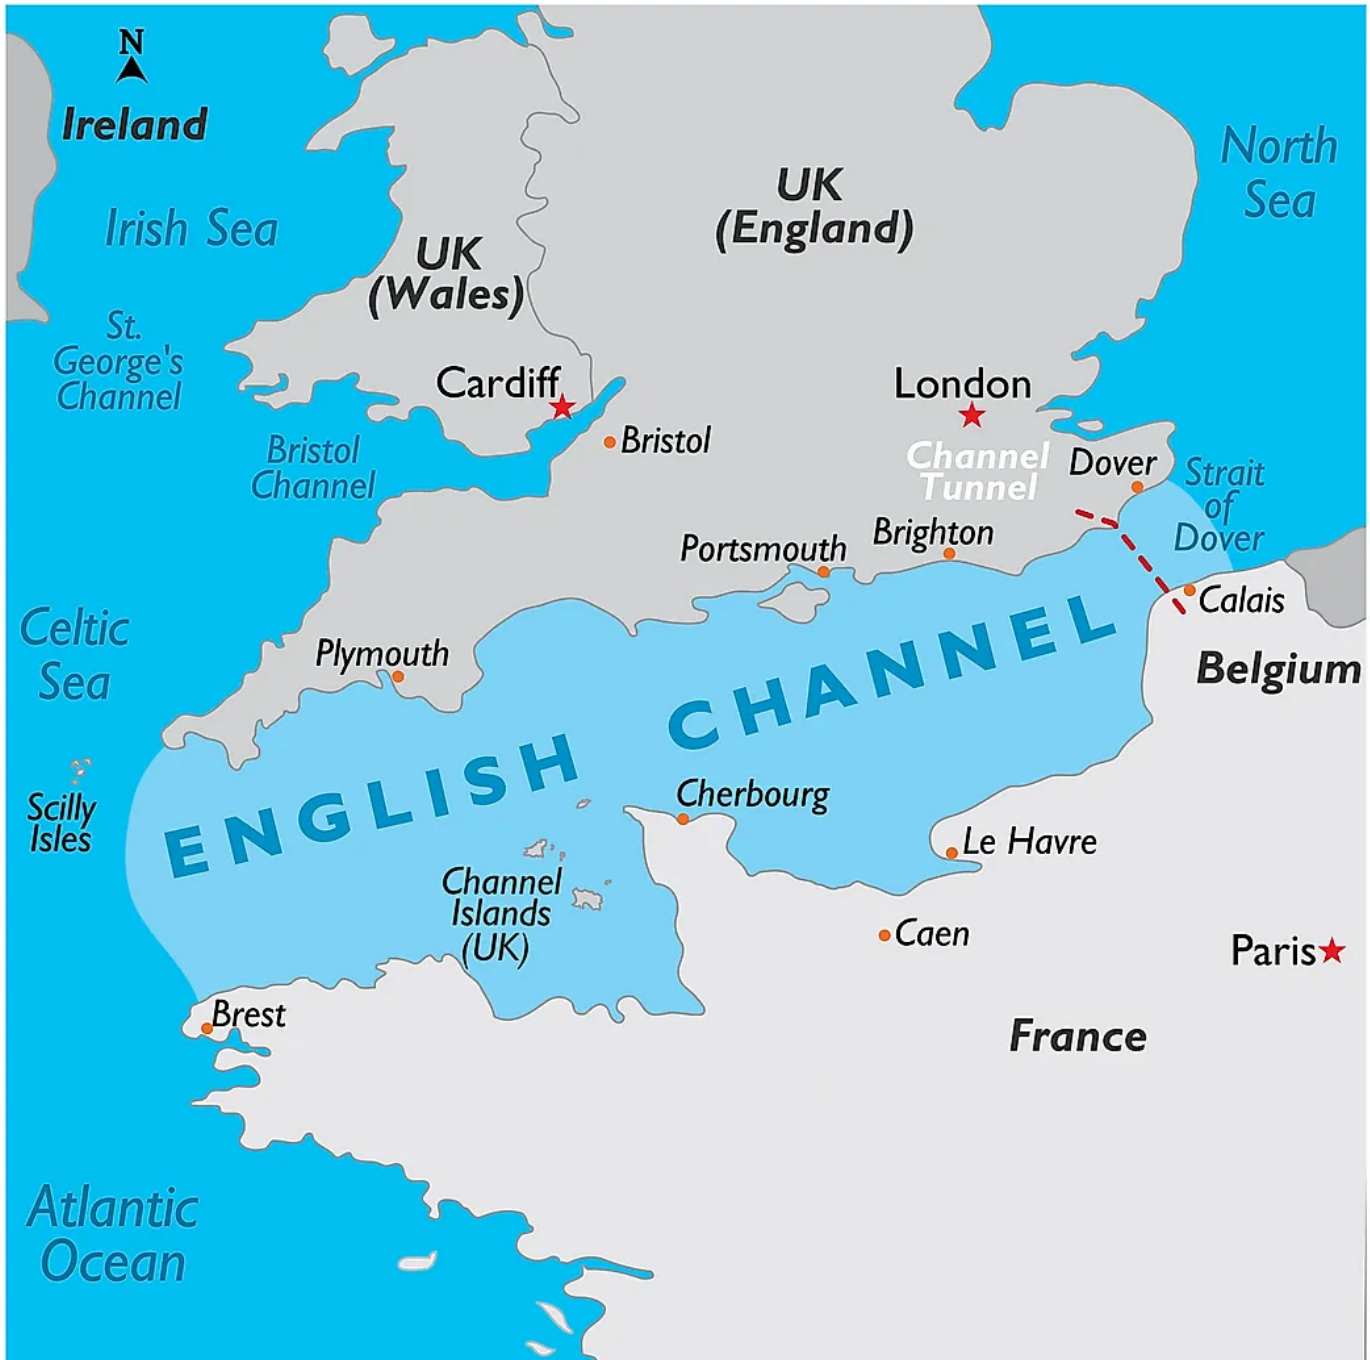 N
Ireland
North
Sea
UK
(England)
Irish Sea
UK
(Wales)
St.
George's
Channel
Cardiff
London
Bristol
Bristol
Channel
Channel
Tunnel
Dover
Strait
of
Dover
Portsmouth
Brighton
Calais
Celtic
Sea
Plymouth
Belgium
ENGLISH CHANNEL
Scilly
Isles
Cherbourg
Le Havre
Channel
Islands
(UK)
Caen
Paris
Brest
France
Atlantic
Ocean